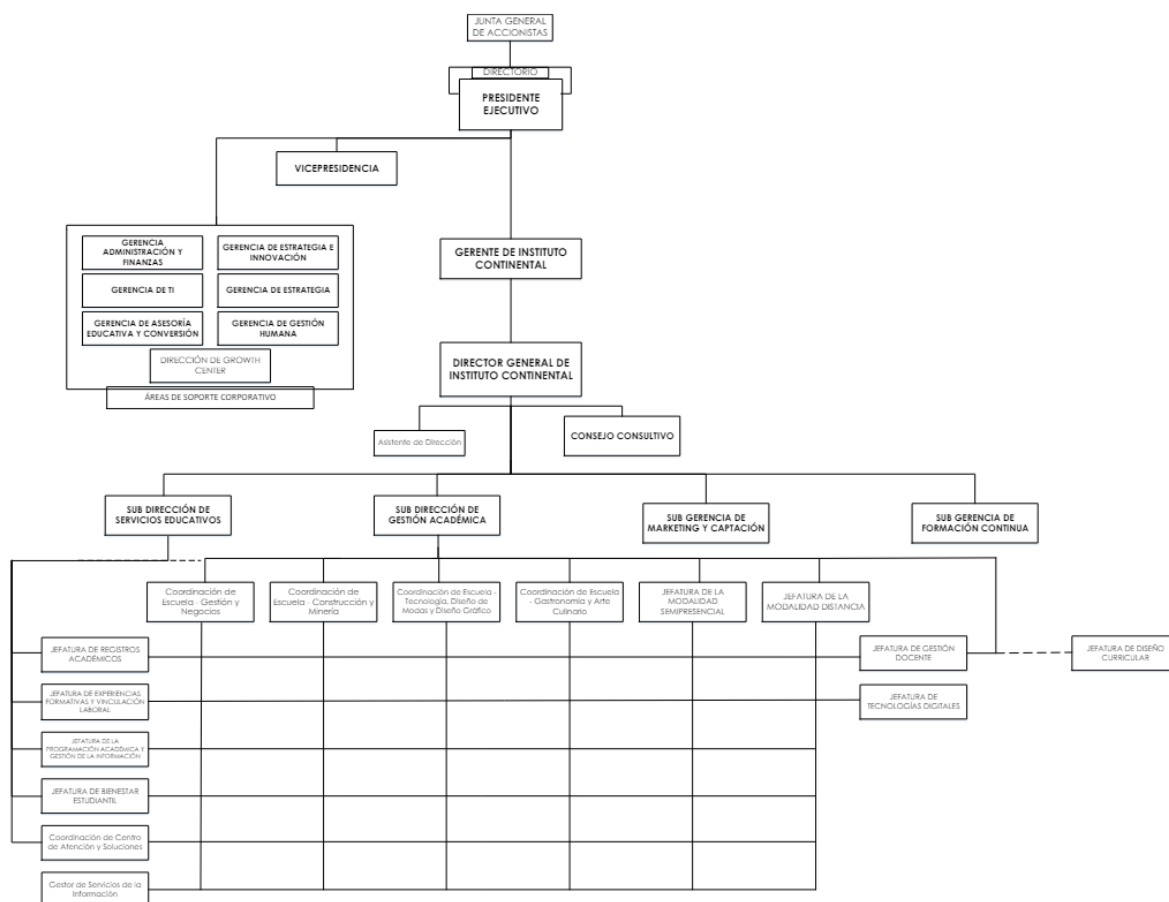 JUNTA GENERAL
DE ACCIONISTAS
DIRECTORIO
PRESIDENTE
EJECUTIVO
VICEPRESIDENCIA
GERENCIA
ADMINISTRACIÓN Y
FINANZAS
GERENCIA DE ESTRATEGIA E
INNOVACIÓN
GERENCIA DE TI
GERENCIA DE ESTRATEGIA
GERENCIA DE ASESORÍA
EDUCATIVA Y CONVERSIÓN
GERENCIA DE GESTIÓN
HUMANA
DIRECCIÓN DE GROWTH
CENTER
ÁREAS DE SOPORTE CORPORATIVO
GERENTE DE INSTITUTO
CONTINENTAL
DIRECTOR GENERAL DE
INSTITUTO CONTINENTAL
Asistente de Dirección
CONSEJO CONSULTIVO
SUB DIRECCIÓN DE
SERVICIOS EDUCATIVOS
SUB DIRECCIÓN DE
GESTIÓN ACADÉMICA
SUB GERENCIA DE
MARKETING Y CAPTACIÓN
SUB GERENCIA DE
FORMACIÓN CONTINUA
Coordinación de
Escuela - Gestión y
Negocios
Coordinación de
Escuela - Construcción y
Minería
Coordinación de Escuela -
Tecnología, Diseño de
Modas y Diseño Gráfico
Coordinación de Escuela
- Gastronomía y Arte
Culinario
JEFATURA DE LA
MODALIDAD
SEMIPRESENCIAL
JEFATURA DE LA
MODALIDAD DISTANCIA
JEFATURA DE REGISTROS
ACADÉMICOS
JEFATURA DE GESTIÓN
DOCENTE
JEFATURA DE DISEÑO
CURRICULAR
JEFATURA DE EXPERIENCIAS
FORMATIVAS Y VINCULACIÓN
LABORAL
JEFATURA DE
TECNOLOGÍAS DIGITALES
JEFATURA DE LA
PROGRAMACIÓN ACADÉMICA Y
GESTIÓN DE LA INFORMACIÓN
JEFATURA DE BIENESTAR
ESTUDIANTIL
Coordinación de Centro
de Atención y Soluciones
Gestor de Servicios de la
Información